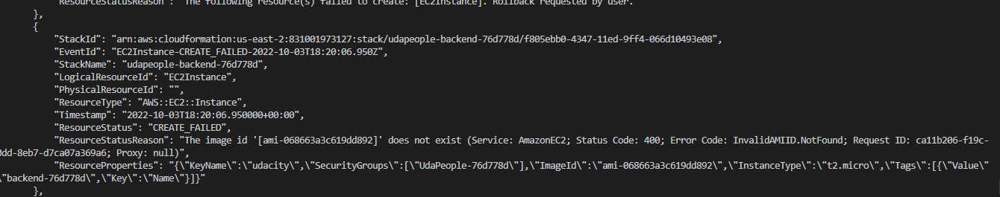 "ResourceStatusReason": "The following resource(s) failed to create: [EC2Instance]. Rollback requested by user."
},
{
"StackId": "arn:aws:cloudformation:us-east-2:831001973127:stack/udapeople-backend-76d778d/f805ebb0-4347-11ed-9ff4-066d10493e08",
"EventId": "EC2Instance-CREATE_FAILED-2022-10-03T18:20:06.950Z",
"StackName": "udapeople-backend-76d778d",
"LogicalResourceId": "EC2Instance",
"PhysicalResourceId": "",
"ResourceType": "AWS::EC2::Instance",
"Timestamp": "2022-10-03T18:20:06.950000+00:00",
"ResourceStatus": "CREATE_FAILED",
"ResourceStatusReason": "The image id '[ami-068663a3c619dd892]' does not exist (Service: AmazonEC2; Status Code: 400; Error Code: InvalidAMIID.NotFound; Request ID: ca11b206-f19c-
0dd-8eb7-d7ca07a369a6; Proxy: null)",
"ResourceProperties": "{\"KeyName\":\"udacity\",\"SecurityGroups\":[\"UdaPeople-76d778d\"],\"ImageId\":\"ami-068663a3c619dd892\",\"InstanceType\":\"t2.micro\",\"Tags\":[{\"Value\"
\"backend-76d778d\",\"Key\":\"Name\"}]}"
},